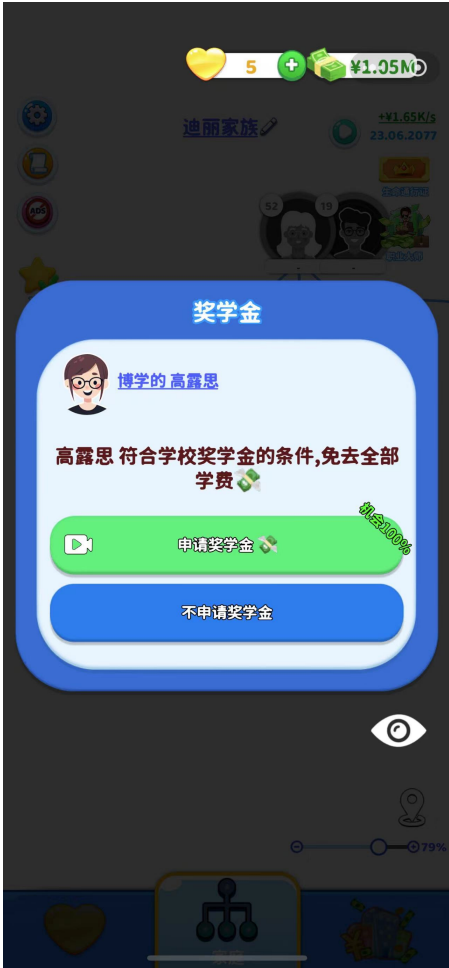 5
¥1.05M
迪丽家族
+¥1.65K/s
23.06.2077
ADS
52
19
奖学金
博学的 高露思
高露思 符合学校奖学金的条件,免去全部
学费
机会100%
申请奖学金
不申请奖学金
79%
家庭